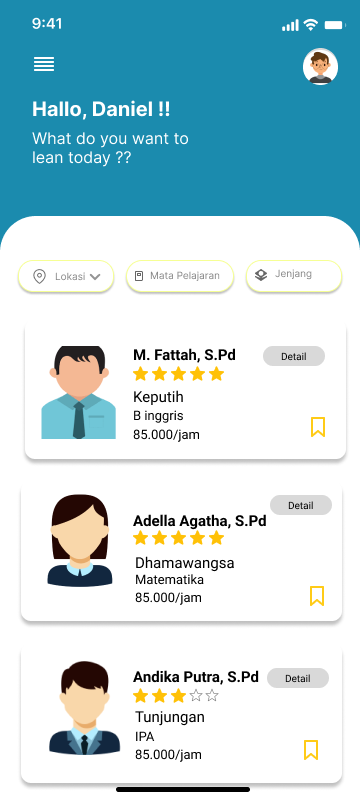 9:41
Hallo, Daniel !!
What do you want to
lean today ??
Lokasi
Mata Pelajaran
Jenjang
M. Fattah, S.Pd
Detail
Keputih
B inggris
85.000/jam
Detail
Adella Agatha, S.Pd
Dhamawangsa
Matematika
85.000/jam
Andika Putra, S.Pd
Detail
Tunjungan
IPA
85.000/jam